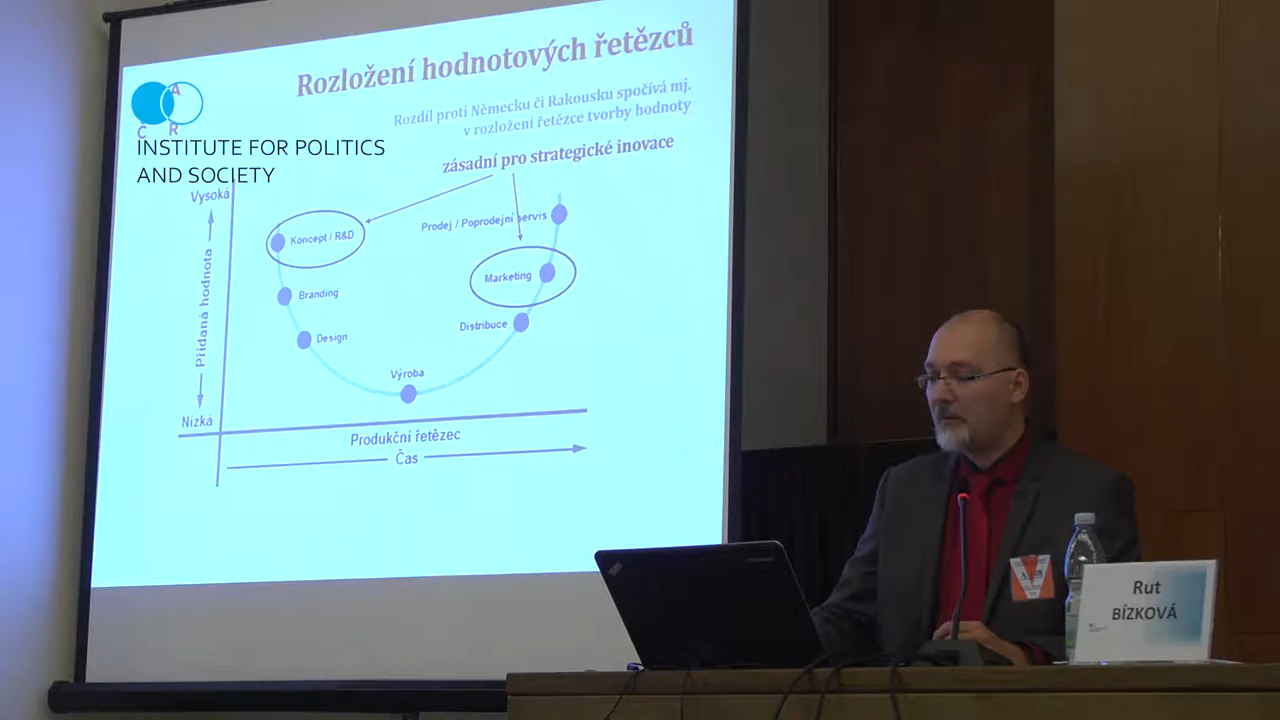 Rozložení hodnotových řetězců
Rozdíl proti Německu či Rakousku spočívá mj.
v rozložení řetězce tvorby hodnoty
zásadní pro strategické inovace
A
Č R
INSTITUTE FOR POLITICS
AND SOCIETY
Vysoká
Přidaná hodnota
Nízká
Koncept / R&D
Branding
Design
Výroba
Distribuce
Marketing
Prodej / Poprodejní servis
Produkční řetězec
Čas
Rut
BÍZKOVÁ